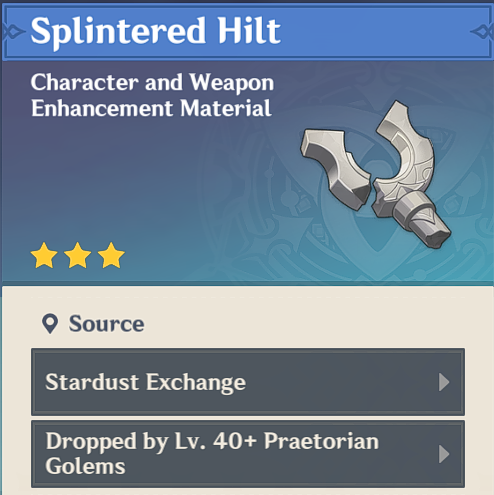 Splintered Hilt
Character and Weapon
Enhancement Material
Source
Stardust Exchange
Dropped by Lv. 40+ Praetorian
Golems